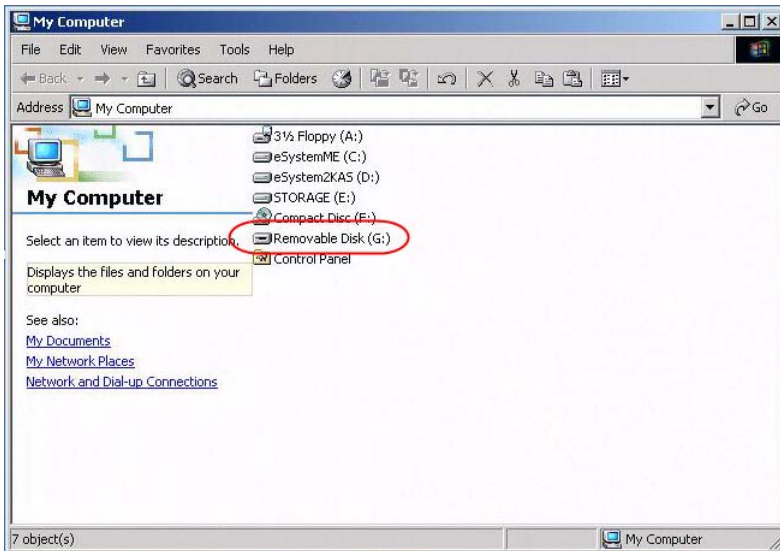 My Computer
File Edit View Favorites Tools Help
Back Search Folders
Address My Computer Go
3½ Floppy (A:)
eSystemME (C:)
eSystem2KAS (D:)
STORAGE (E:)
Compact Disc (F:)
Removable Disk (G:)
Control Panel
My Computer
Select an item to view its description.
Displays the files and folders on your
computer
See also:
My Documents
My Network Places
Network and Dial-up Connections
7 object(s) My Computer